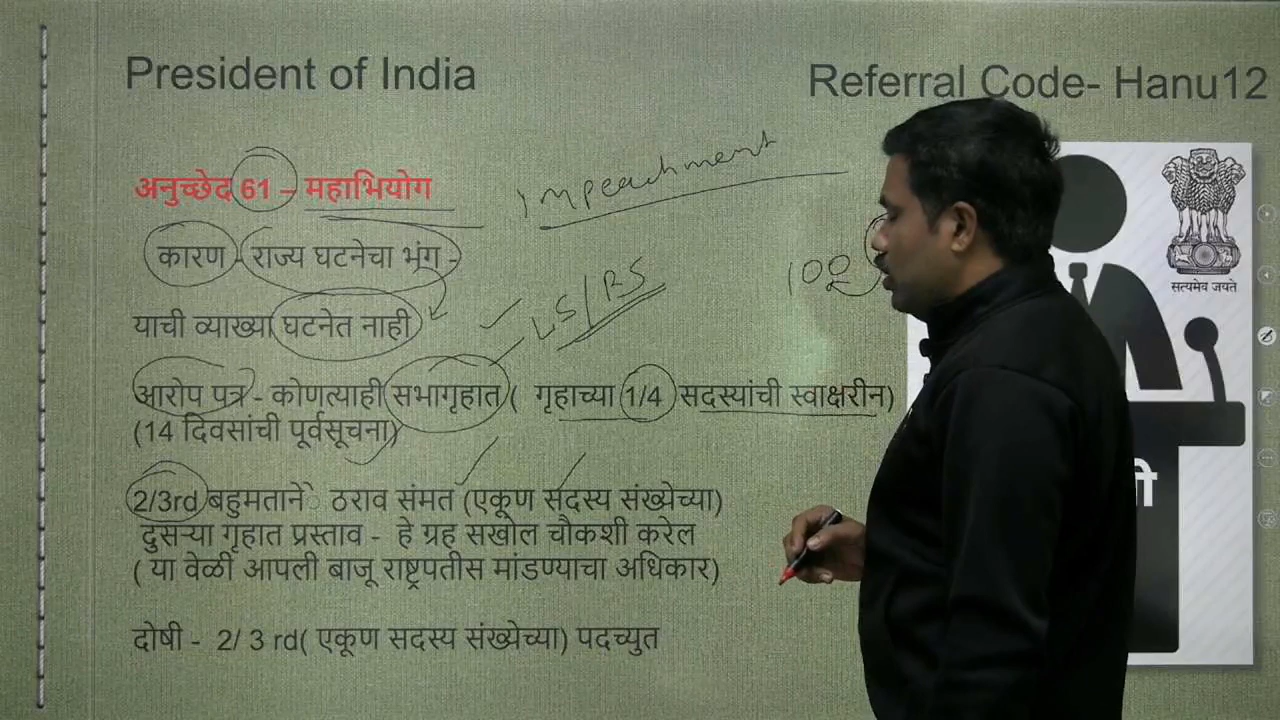 President of India
Referral Code- Hanu12
अनुच्छेद 61 – महाभियोग
Impeachment
कारण - राज्य घटनेचा भंग -
100
याची व्याख्या घटनेत नाही
LS/RS
सत्यमेव जयते
आरोप पत्र - कोणत्याही सभागृहात ( गृहाच्या 1/4 सदस्यांची स्वाक्षरीन)
(14 दिवसांची पूर्वसूचना)
2/3rd बहुमतानेे ठराव संमत (एकूण सदस्य संख्येच्या)
दुसऱ्या गृहात प्रस्ताव - हे ग्रह सखोल चौकशी करेल
( या वेळी आपली बाजू राष्ट्रपतीस मांडण्याचा अधिकार)
दोषी - 2/ 3 rd( एकूण सदस्य संख्येच्या) पदच्युत